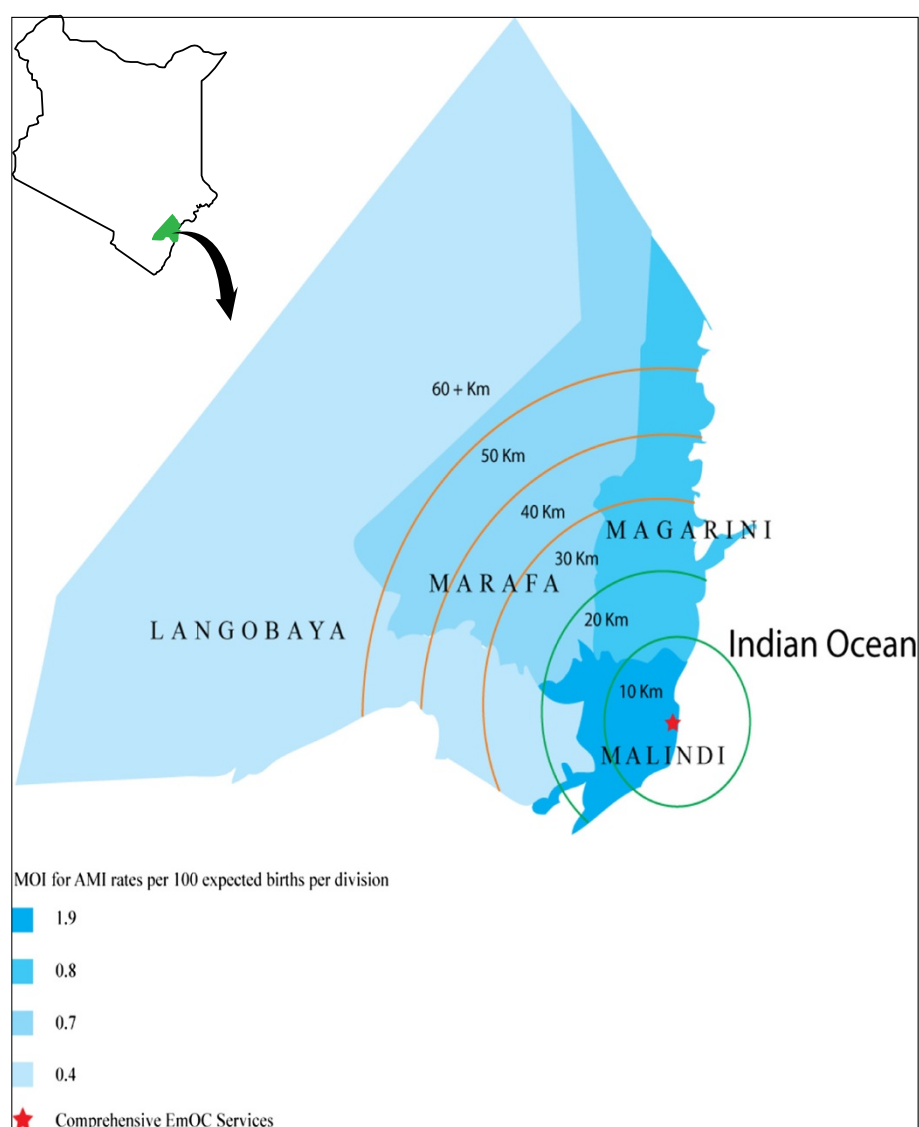 60 + Km
50 Km
40 Km
MAGARINI
30 Km
MARAFA
20 Km
LANGOBAYA
Indian Ocean
10 Km
MALINDI
MOI for AMI rates per 100 expected births per division
1.9
0.8
0.7
0.4
Comprehensive EmOC Services